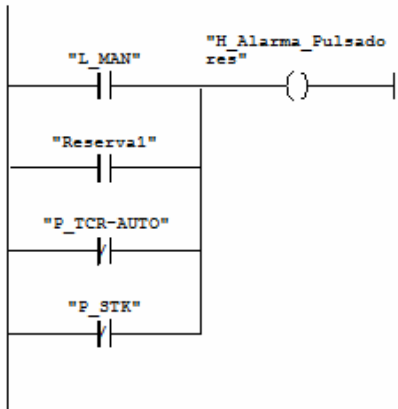 "L_MAN"
"H_Alarma_Pulsado
res"
"Reserva1"
"P_TCR-AUTO"
"P_STK"